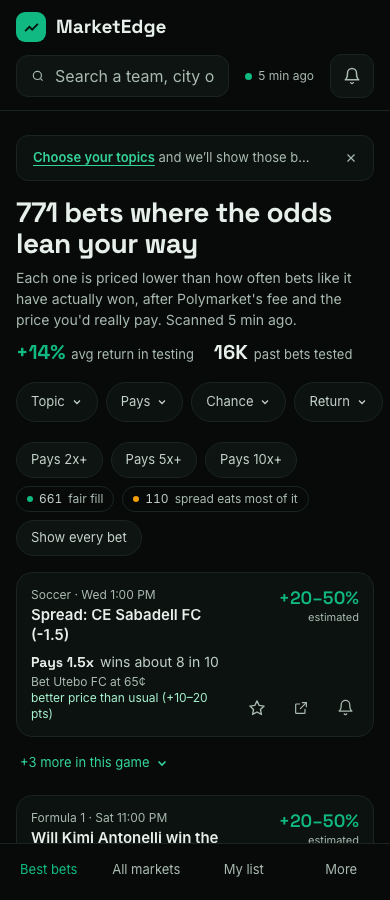 MarketEdge
Search a team, city o
5 min ago
Choose your topics and we'll show those b...
771 bets where the odds
lean your way
Each one is priced lower than how often bets like it
have actually won, after Polymarket's fee and the
price you'd really pay. Scanned 5 min ago.
+14% avg return in testing 16K past bets tested
Topic Pays Chance Return
Pays 2x+ Pays 5x+ Pays 10x+
661 fair fill 110 spread eats most of it
Show every bet
Soccer · Wed 1:00 PM
+20–50%
estimated
Spread: CE Sabadell FC
(-1.5)
Pays 1.5x wins about 8 in 10
Bet Utebo FC at 65¢
better price than usual (+10–20
pts)
+3 more in this game
Formula 1 · Sat 11:00 PM
+20–50%
estimated
Will Kimi Antonelli win the
Best bets All markets My list More